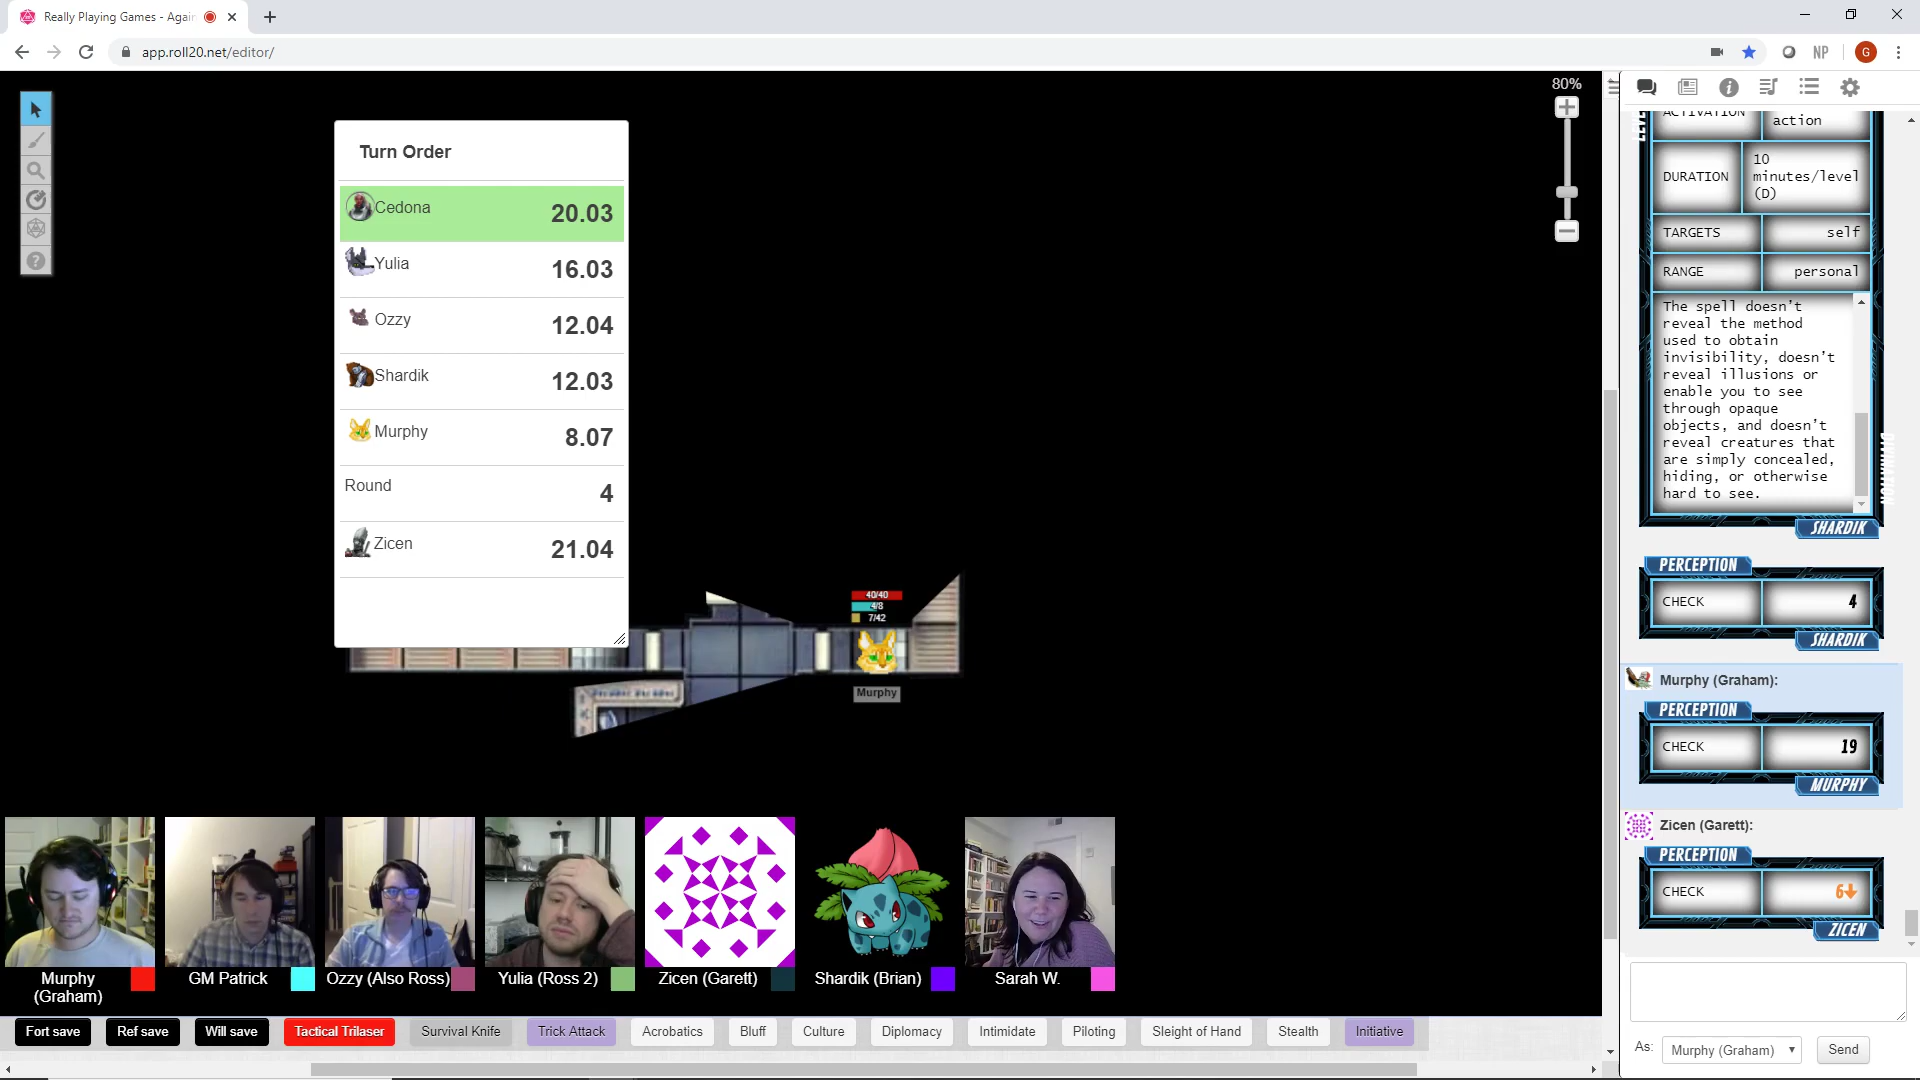 Really Playing Games - Again
app.roll20.net/editor/
NP
G
80%
Turn Order
Cedona
20.03
Yulia
16.03
Ozzy
12.04
Shardik
12.03
Murphy
8.07
Round
4
Zicen
21.04
40/40
4/8
7/42
Murphy
ACTIVATION
action
DURATION
10
minutes/level
(D)
TARGETS
self
RANGE
personal
The spell doesn’t
reveal the method
used to obtain
invisibility, doesn’t
reveal illusions or
enable you to see
through opaque
objects, and doesn’t
reveal creatures that
are simply concealed,
hiding, or otherwise
hard to see.
DIVINATION
SHARDIK
PERCEPTION
CHECK
4
SHARDIK
Murphy (Graham):
PERCEPTION
CHECK
19
MURPHY
Zicen (Garett):
PERCEPTION
CHECK
6
ZICEN
Murphy
(Graham)
GM Patrick
Ozzy (Also Ross)
Yulia (Ross 2)
Zicen (Garett)
Shardik (Brian)
Sarah W.
Fort save
Ref save
Will save
Tactical Trilaser
Survival Knife
Trick Attack
Acrobatics
Bluff
Culture
Diplomacy
Intimidate
Piloting
Sleight of Hand
Stealth
Initiative
As:
Murphy (Graham)
Send